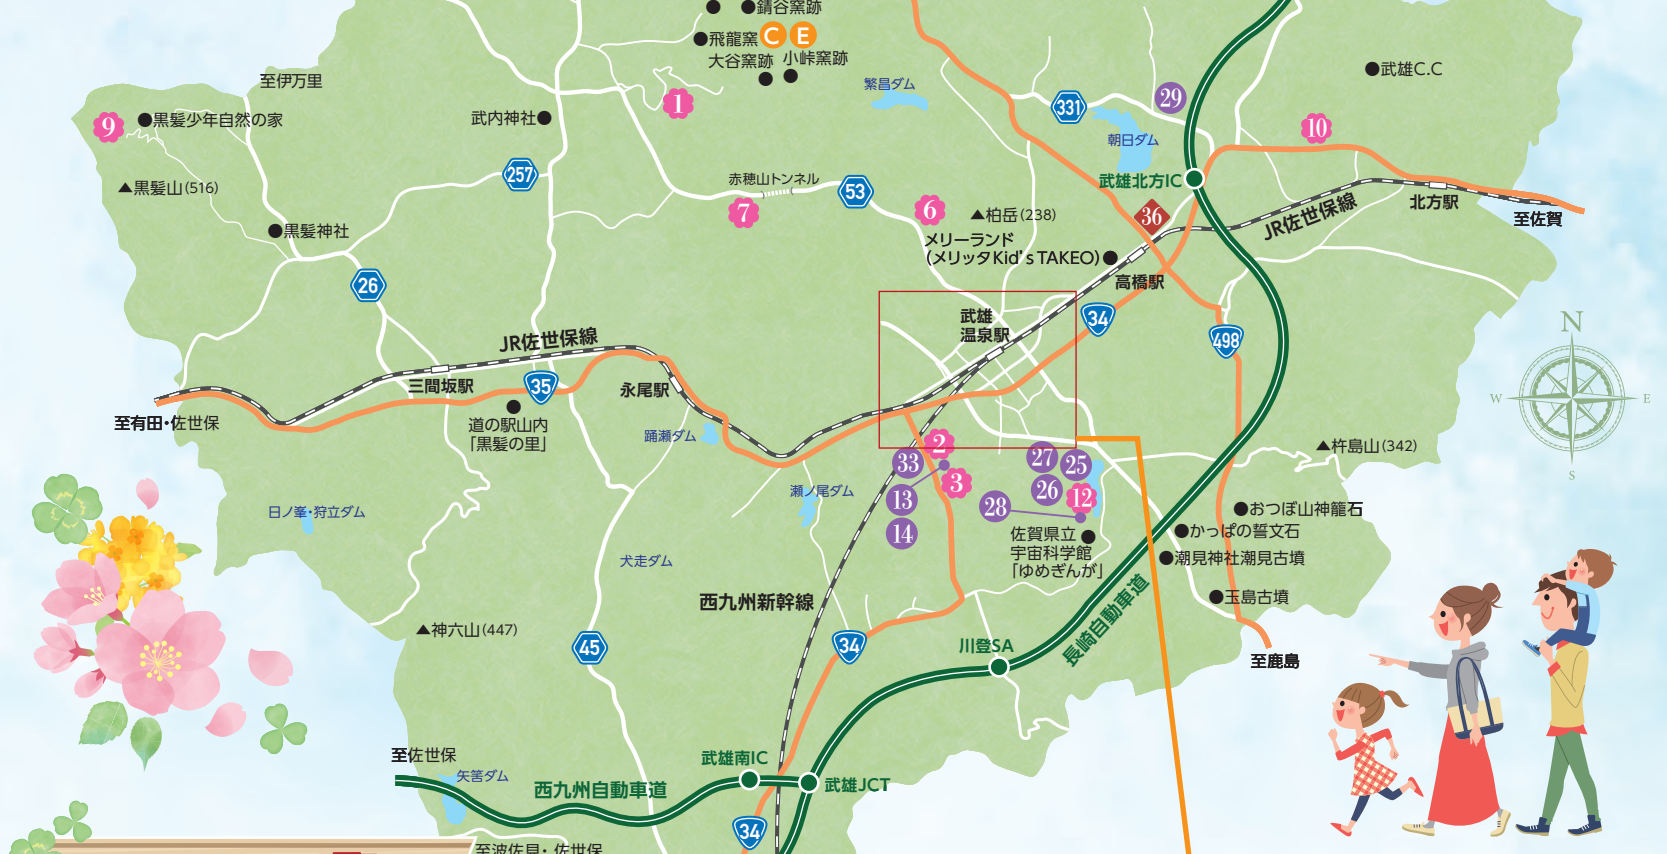 錆谷窯跡
飛龍窯
C
E
大谷窯跡
小峠窯跡
至伊万里
繁昌ダム
武雄C.C
1
331
29
9
黒髪少年自然の家
武内神社
朝日ダム
10
257
赤穂山トンネル
53
武雄北方IC
▲黒髪山(516)
7
6
▲柏岳(238)
36
JR佐世保線
北方駅
至佐賀
黒髪神社
メリーランド
(メリッタKid's TAKEO)
高橋駅
26
武雄
温泉駅
34
498
N
W
E
S
JR佐世保線
三間坂駅
35
永尾駅
至有田・佐世保
道の駅山内
「黒髪の里」
踊瀬ダム
2
33
3
13
14
27
25
26
12
28
▲杵島山(342)
瀬ノ尾ダム
日ノ峯・狩立ダム
佐賀県立
宇宙科学館
「ゆめぎんが」
おつぼ山神籠石
かっぱの誓文石
潮見神社潮見古墳
犬走ダム
西九州新幹線
玉島古墳
長崎自動車道
▲神六山(447)
45
34
川登SA
至鹿島
至佐世保
矢筈ダム
西九州自動車道
武雄南IC
武雄JCT
34
至波佐見・佐世保